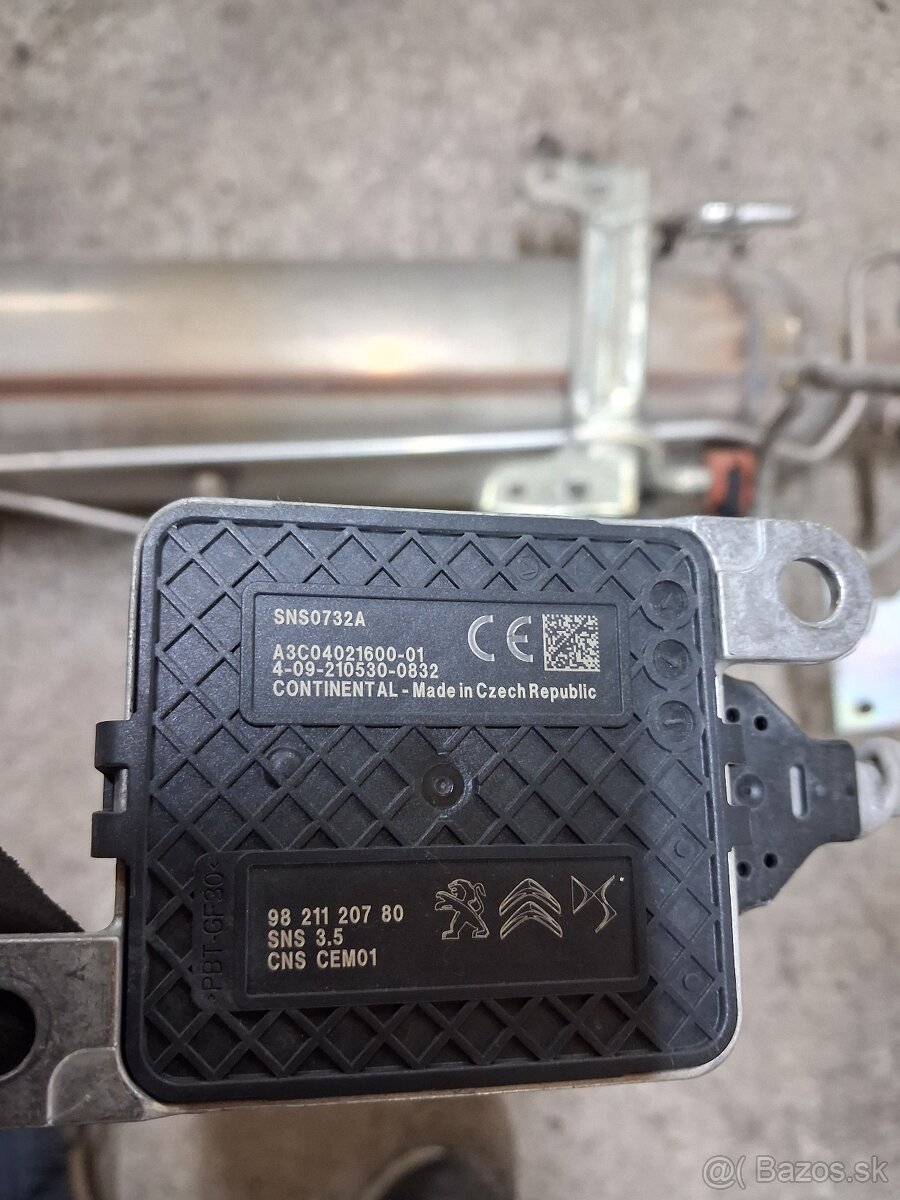 SNS0732A
A3C04021600-01
4-09-210530-0832
CONTINENTAL - Made in Czech Republic
CE
98 211 207 80
SNS 3.5
CNS CEM01
>PBT-GF30<
@( Bazos.sk